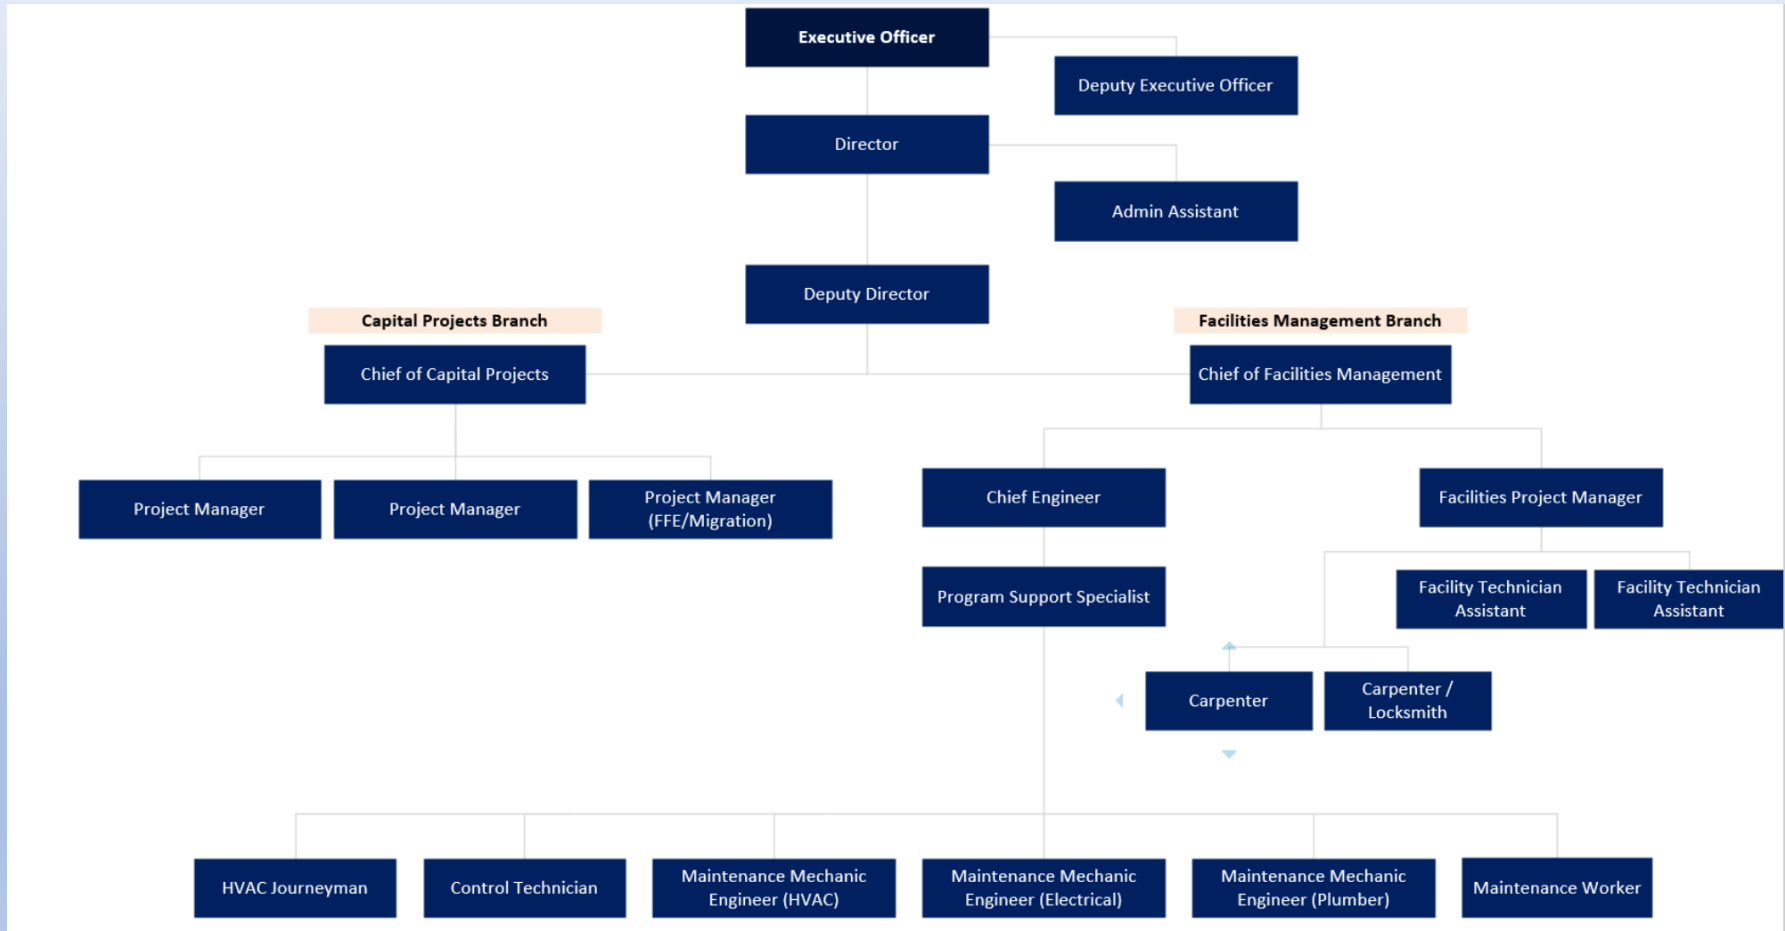 Executive Officer
Deputy Executive Officer
Director
Admin Assistant
Deputy Director
Capital Projects Branch
Facilities Management Branch
Chief of Capital Projects
Chief of Facilities Management
Project Manager
Project Manager
Project Manager
(FFE/Migration)
Chief Engineer
Facilities Project Manager
Program Support Specialist
Facility Technician
Assistant
Facility Technician
Assistant
Carpenter
Carpenter /
Locksmith
HVAC Journeyman
Control Technician
Maintenance Mechanic
Engineer (HVAC)
Maintenance Mechanic
Engineer (Electrical)
Maintenance Mechanic
Engineer (Plumber)
Maintenance Worker